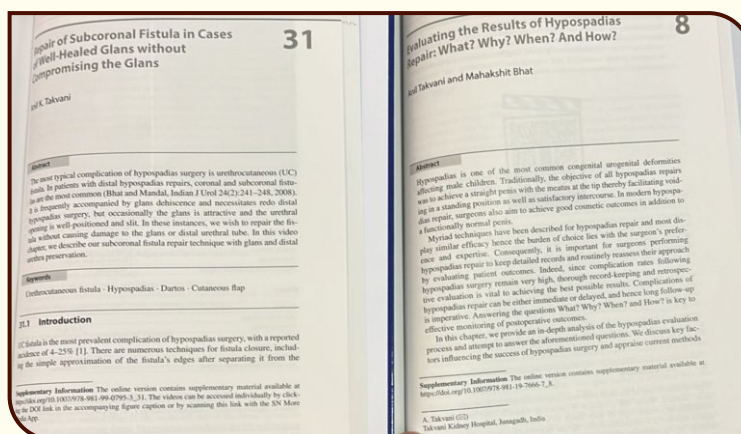 Repair of Subcoronal Fistula in Cases
of Well-Healed Glans without
Compromising the Glans
31
Anil K. Takvani
Abstract
The most typical complication of hypospadias surgery is urethrocutaneous (UC)
fistula. In patients with distal hypospadias repairs, coronal and subcoronal fistu-
las are the most common (Bhat and Mandal, Indian J Urol 24(2):241–248, 2008).
It is frequently accompanied by glans dehiscence and necessitates redo distal
hypospadias surgery, but occasionally the glans is attractive and the urethral
opening is well-positioned and slit. In these instances, we wish to repair the fis-
tula without causing damage to the glans or distal urethral tube. In this video
chapter, we describe our subcoronal fistula repair technique with glans and distal
urethra preservation.
Keywords
Urethrocutaneous fistula · Hypospadias · Dartos · Cutaneous flap
31.1 Introduction
UC fistula is the most prevalent complication of hypospadias surgery, with a reported
incidence of 4–25% [1]. There are numerous techniques for fistula closure, includ-
ing the simple approximation of the fistula's edges after separating it from the
Supplementary Information The online version contains supplementary material available at
https://doi.org/10.1007/978-981-99-0795-3_31. The videos can be accessed individually by click-
ing the DOI link in the accompanying figure caption or by scanning this link with the SN More
Media App.
Evaluating the Results of Hypospadias
Repair: What? Why? When? And How?
8
Anil Takvani and Mahakshit Bhat
Abstract
Hypospadias is one of the most common congenital urogenital deformities
affecting male children. Traditionally, the objective of all hypospadias repairs
was to achieve a straight penis with the meatus at the tip thereby facilitating void-
ing in a standing position as well as satisfactory intercourse. In modern hypospa-
dias repair, surgeons also aim to achieve good cosmetic outcomes in addition to
a functionally normal penis.
Myriad techniques have been described for hypospadias repair and most dis-
play similar efficacy hence the burden of choice lies with the surgeon's prefer-
ence and expertise. Consequently, it is important for surgeons performing
hypospadias repair to keep detailed records and routinely reassess their approach
by evaluating patient outcomes. Indeed, since complication rates following
hypospadias surgery remain very high, thorough record-keeping and retrospec-
tive evaluation is vital to achieving the best possible results. Complications of
hypospadias repair can be either immediate or delayed, and hence long follow-up
is imperative. Answering the questions What? Why? When? and How? is key to
effective monitoring of postoperative outcomes.
In this chapter, we provide an in-depth analysis of the hypospadias evaluation
process and attempt to answer the aforementioned questions. We discuss key fac-
tors influencing the success of hypospadias surgery and appraise current methods
Supplementary Information The online version contains supplementary material available at
https://doi.org/10.1007/978-981-19-7666-7_8.
A. Takvani (✉)
Takvani Kidney Hospital, Junagadh, India